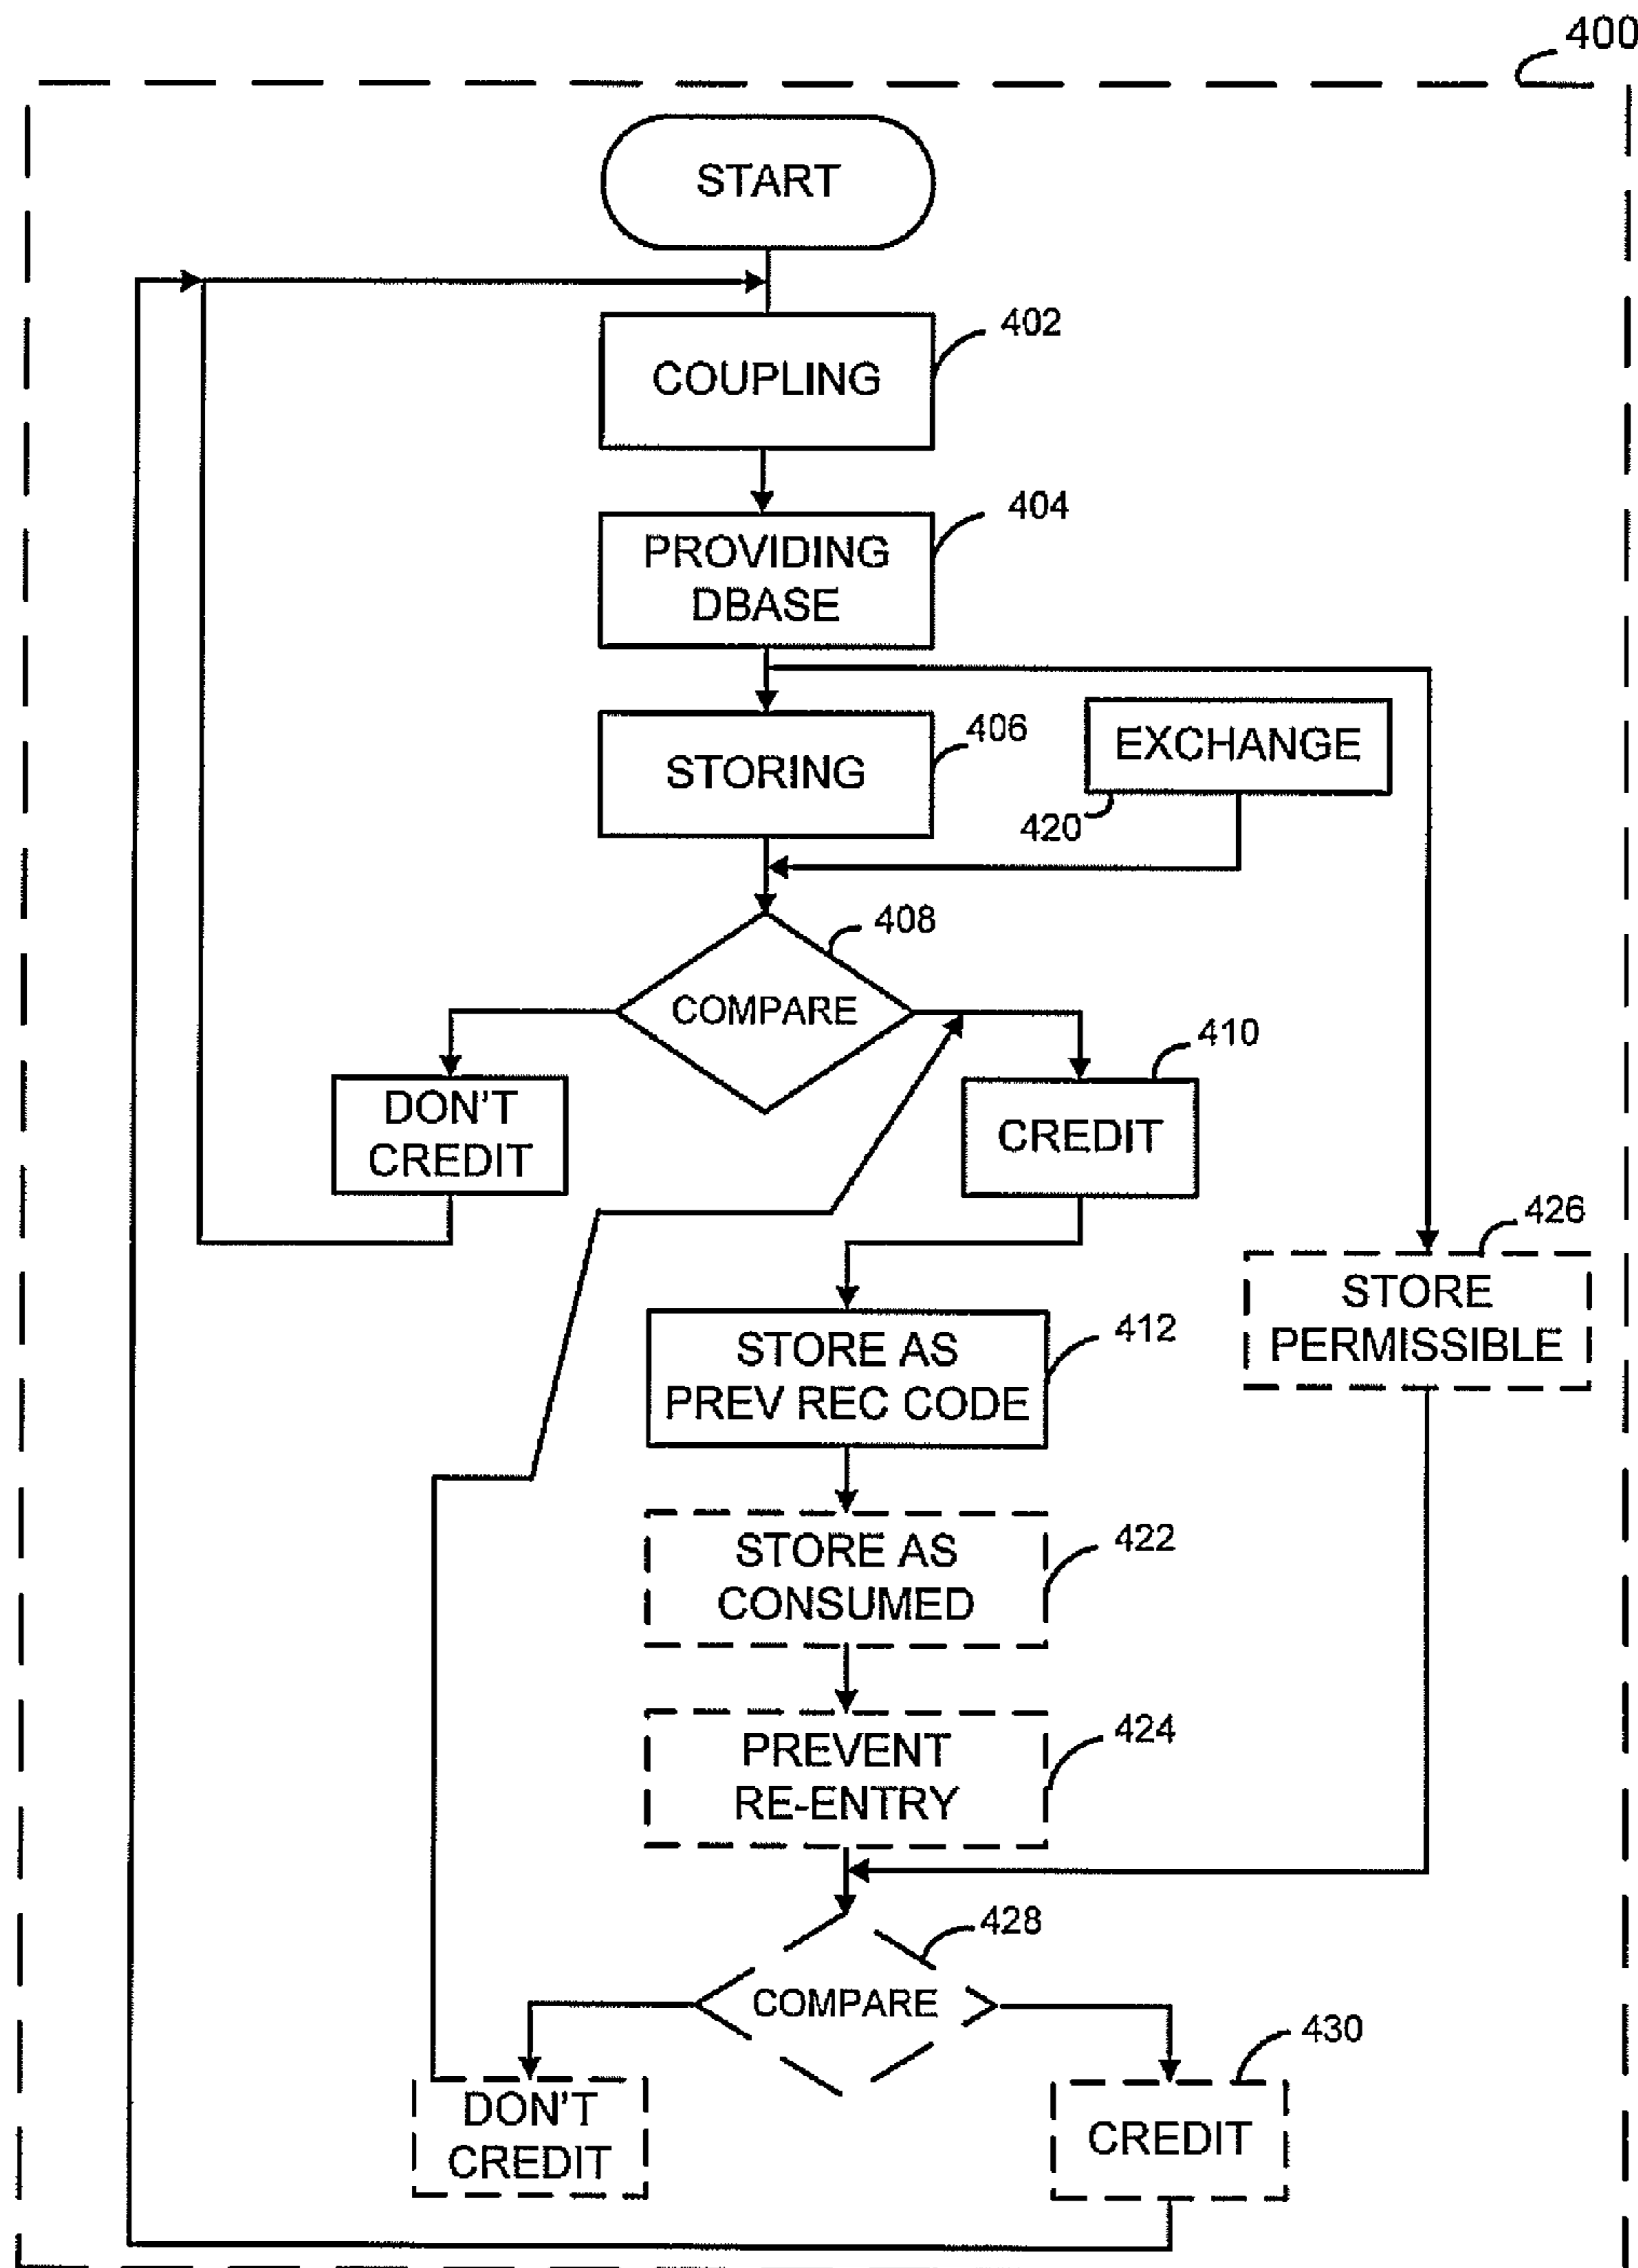 400
START
COUPLING
402
PROVIDING
DBASE
404
STORING
406
EXCHANGE
420
COMPARE
408
DON'T
CREDIT
CREDIT
410
STORE
PERMISSIBLE
426
STORE AS
PREV REC CODE
412
STORE AS
CONSUMED
422
PREVENT
RE-ENTRY
424
COMPARE
428
DON'T
CREDIT
CREDIT
430